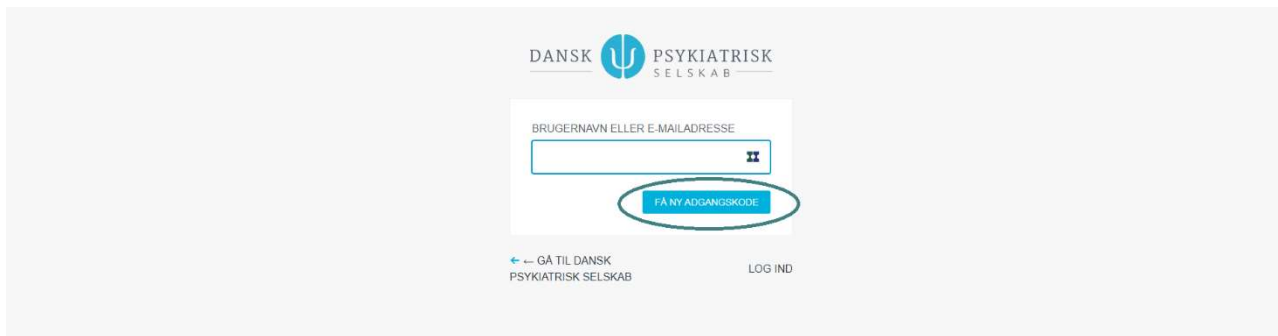 DANSK PSYKIATRISK
SELSKAB
BRUGERNAVN ELLER E-MAILADRESSE
FÅ NY ADGANGSKODE
← ← GÅ TIL DANSK
PSYKIATRISK SELSKAB
LOG IND